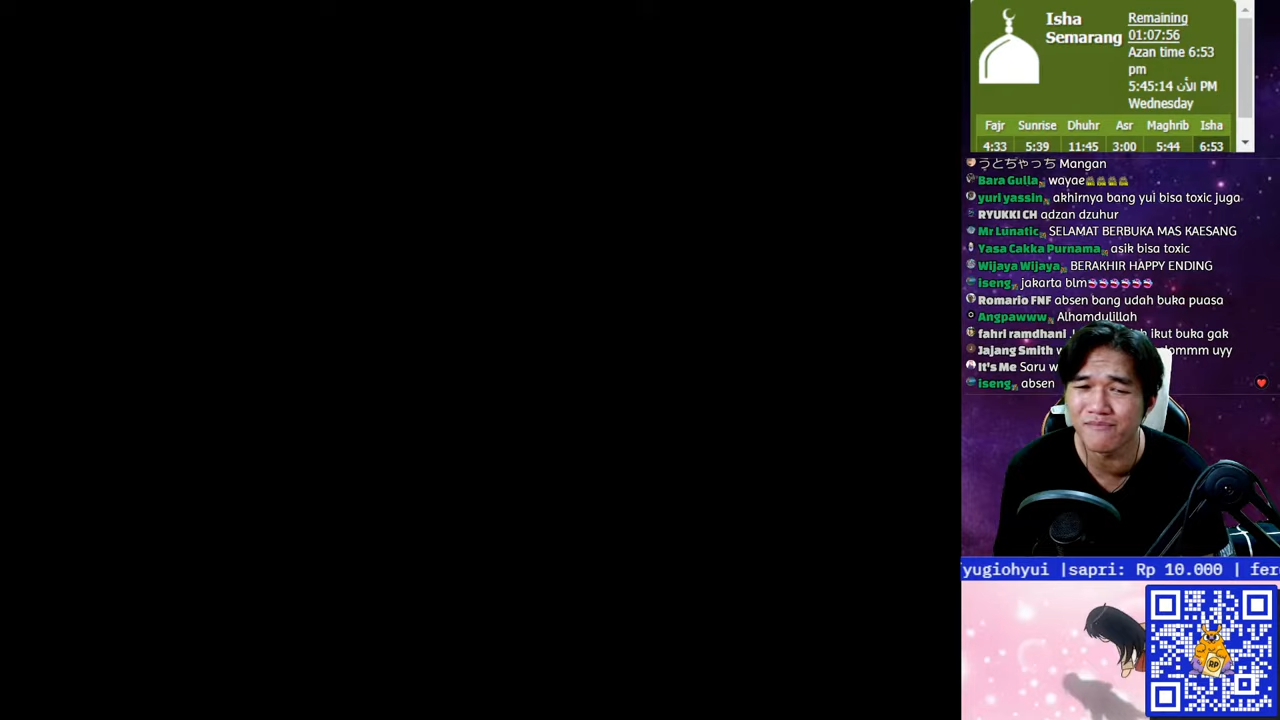 Isha
Semarang
Remaining
01:07:56
Azan time 6:53
pm
5:45:14 الآن PM
Wednesday
Fajr Sunrise Dhuhr Asr Maghrib Isha
4:33 5:39 11:45 3:00 5:44 6:53
うとぢゃっち Mangan
Bara Gulla wayae
yuri yassin akhirnya bang yui bisa toxic juga
RYUKKI CH adzan dzuhur
Mr Lunatic SELAMAT BERBUKA MAS KAESANG
Yasa Cakka Purnama asik bisa toxic
Wijaya Wijaya BERAKHIR HAPPY ENDING
iseng jakarta blm
Romario FNF absen bang udah buka puasa
Angpawww Alhamdulillah
fahri ramdhani ikut buka gak
Jajang Smith uyy
It's Me Saru
iseng absen
yugiohyui |sapri: Rp 10.000 |
RP